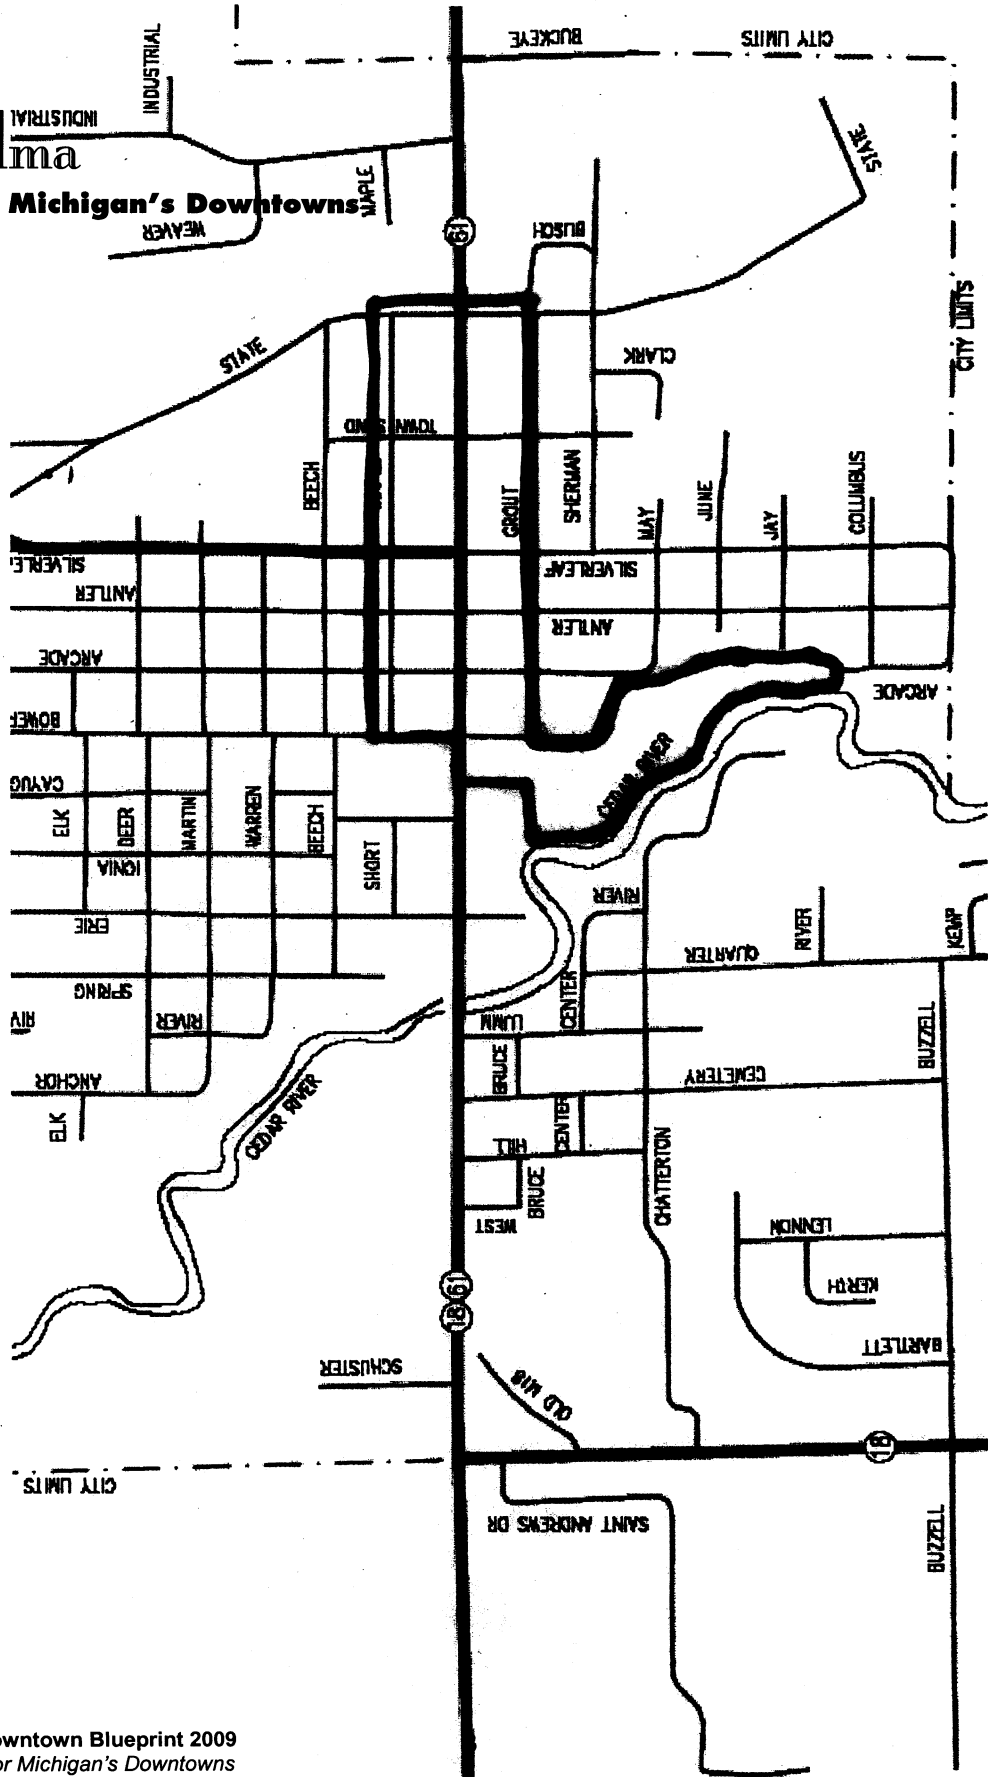 INDUSTRIAL
BUCKEYE
CITY LIMITS
INDUSTRIAL
lma
STATE
MAPLE
Michigan's Downtowns
WEAVER
61
BUSCH
CITY LIMITS
STATE
CLARK
TOWNSEND
BEECH
GROUT
SHERMAN
MAY
JUNE
JAY
COLUMBUS
SILVERLEA
SILVERLEAF
ANTLER
ANTLER
ARCADE
ARCADE
BOWER
CEDAR RIVER
CAYUG
ELK
DEER
MARTIN
WARREN
BEECH
SHORT
IONIA
RIVER
ERIE
QUARTER
RIVER
KEMP
SPRING
CENTER
RIV
RIVER
LUMM
BUZZELL
BRUCE
CEMETERY
ANCHOR
ELK
CEDAR RIVER
CENTER
HILL
BRUCE
CHATTERTON
WEST
LENNON
61
18
KERTH
BARTLETT
SCHUSTER
OLD M18
18
CITY LIMITS
SAINT ANDREWS DR
BUZZELL
owntown Blueprint 2009
or Michigan's Downtowns